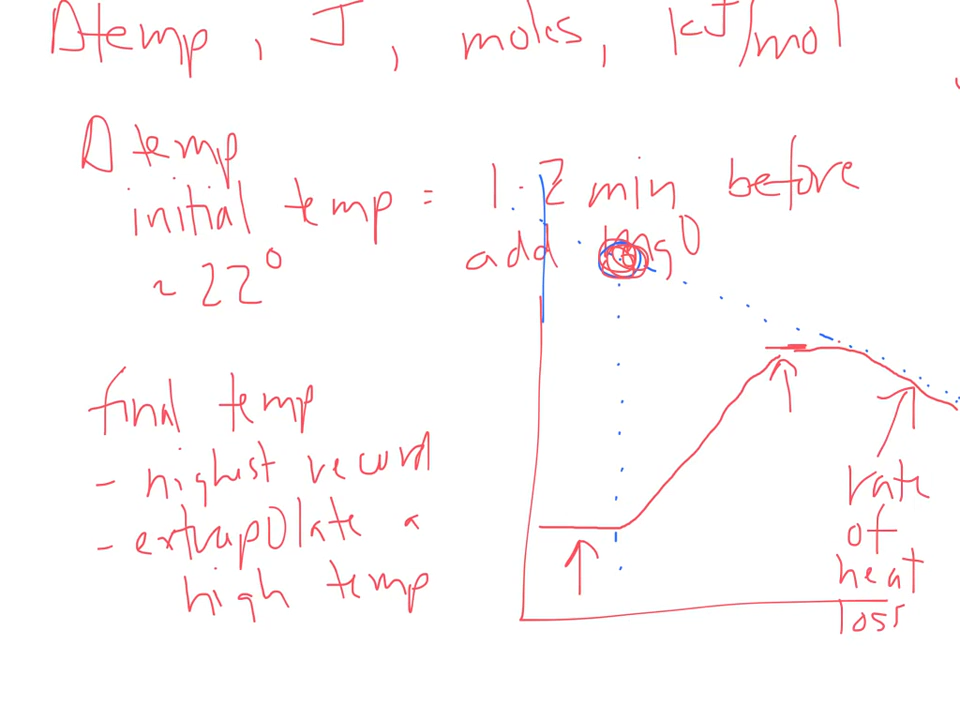 Δtemp, J, moles, kJ/mol
Δ temp
initial temp = 1-2 min before
add MgO
~ 22°
final temp
- highest record
- extrapolate a
high temp
rate
of
heat
loss